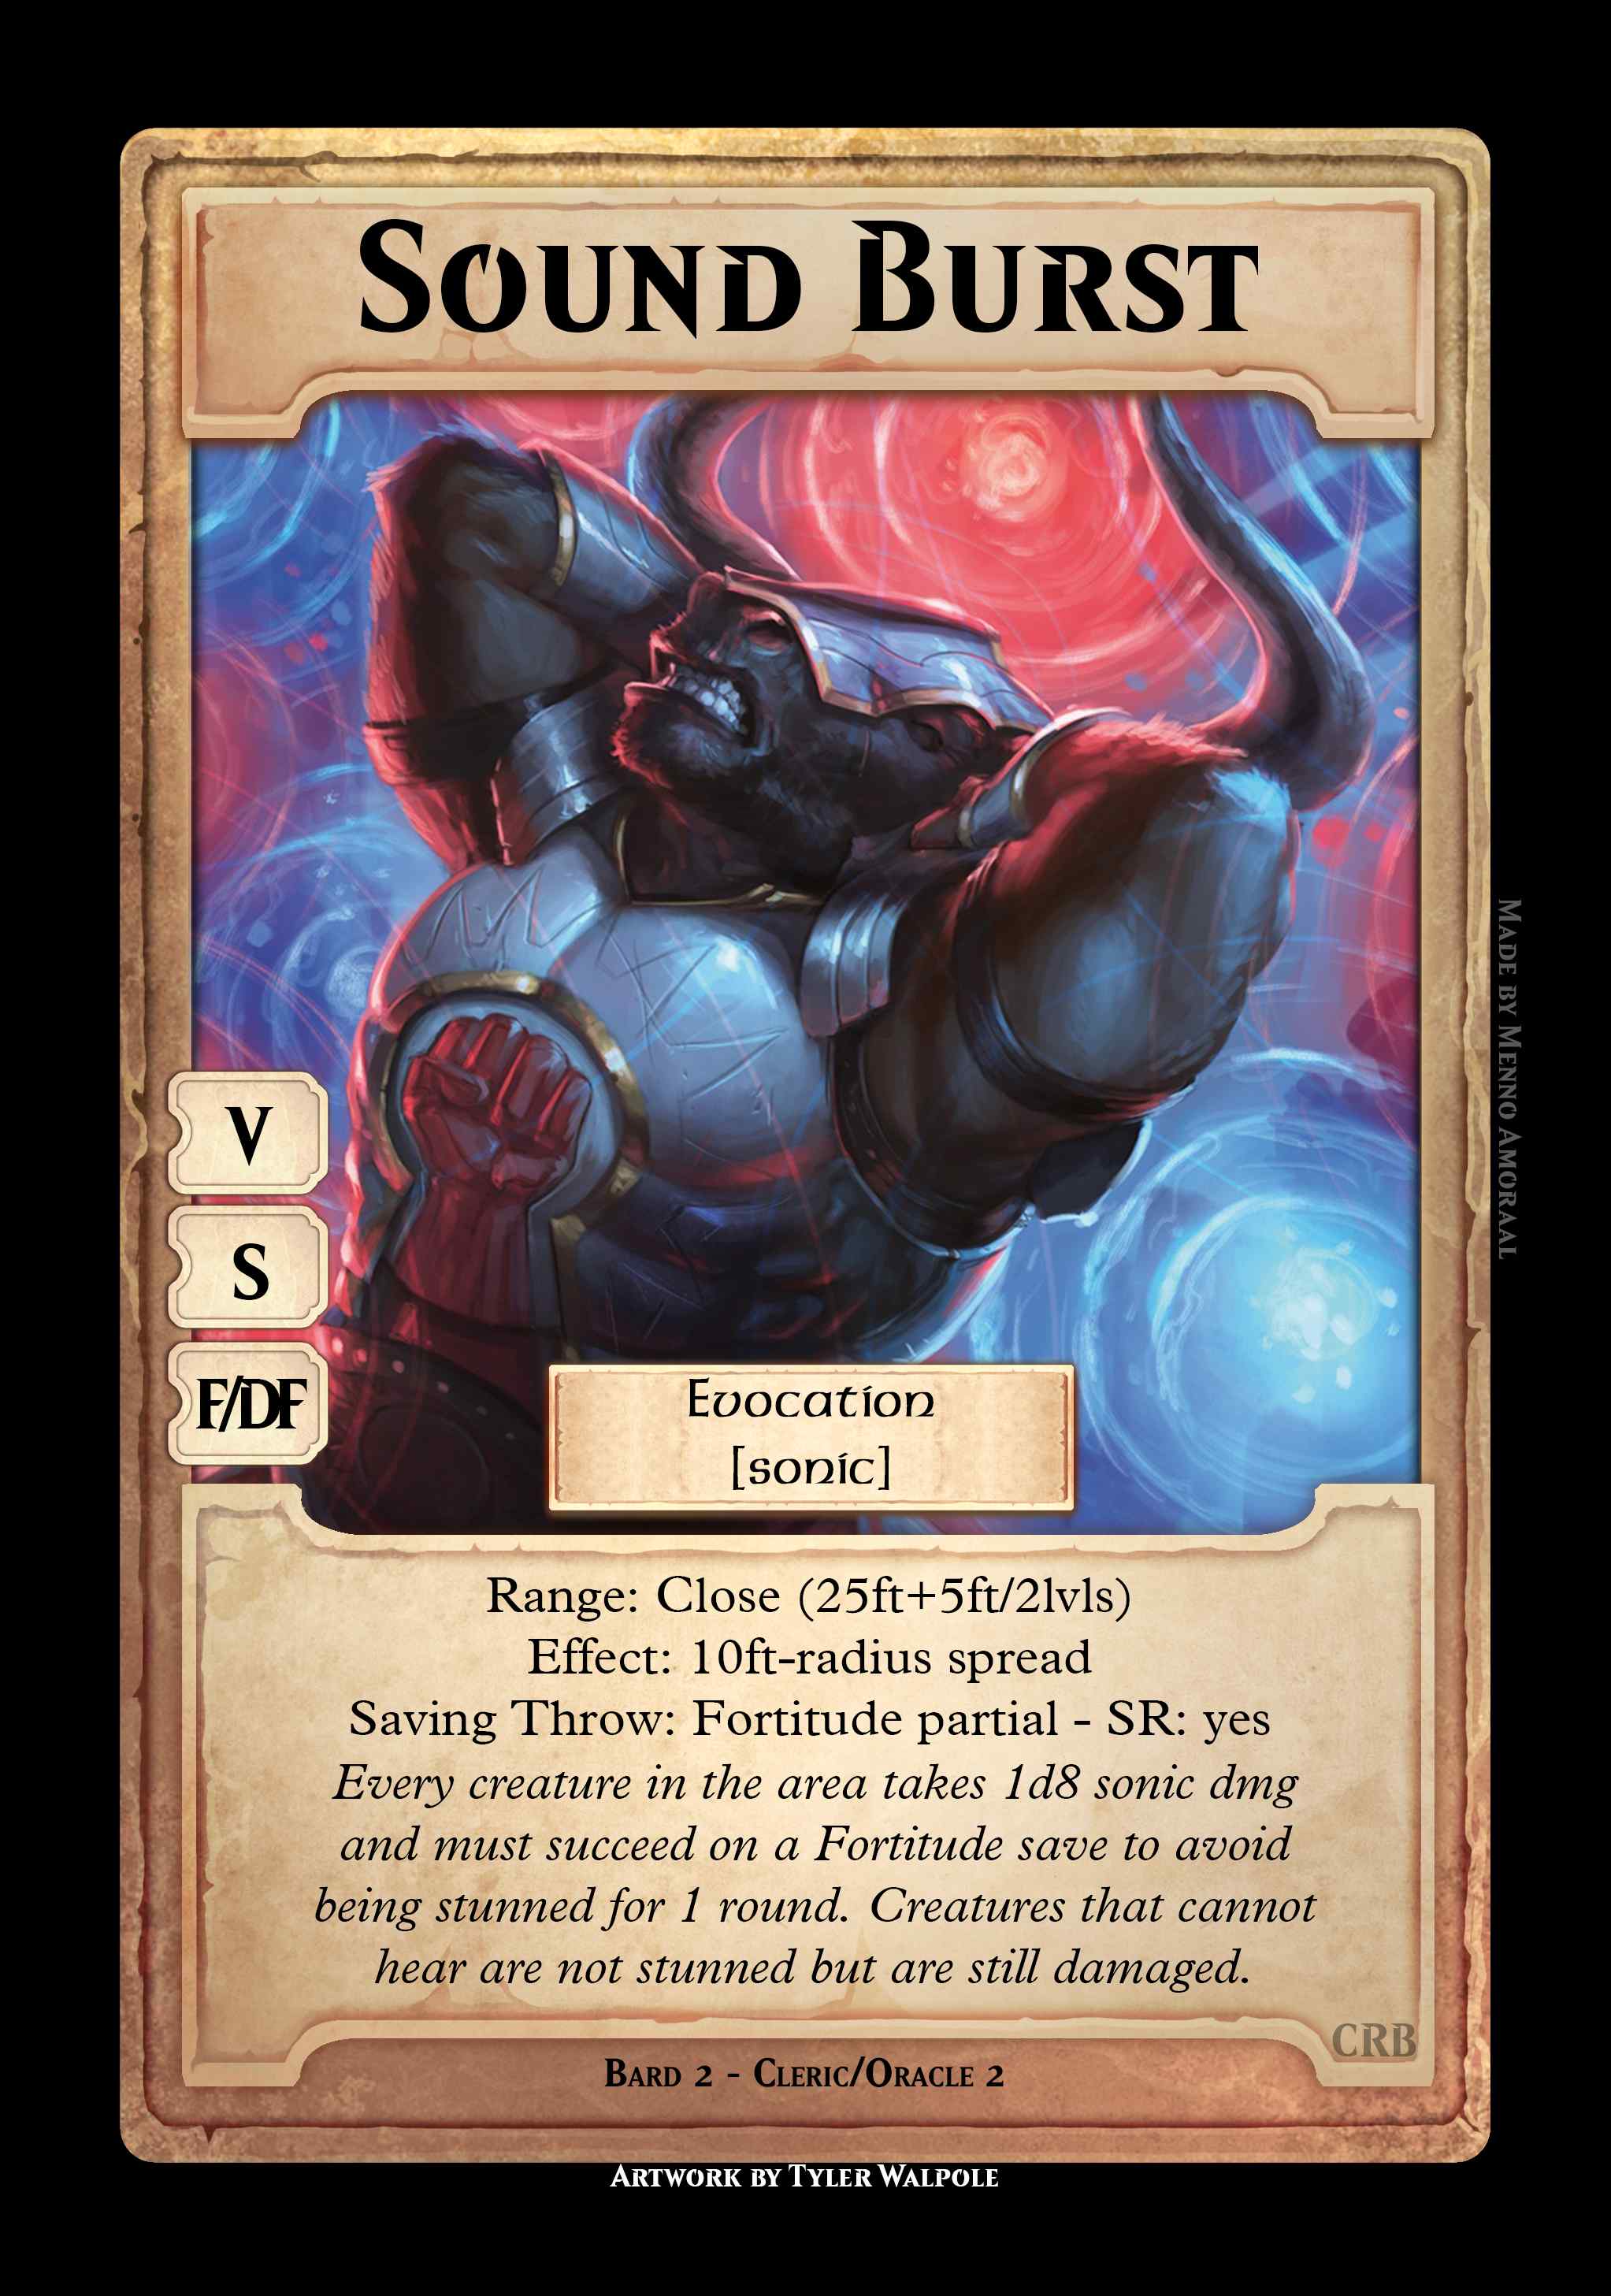 Sound Burst
V
S
F/DF
Evocation
[sonic]
Range: Close (25ft+5ft/2lvls)
Effect: 10ft-radius spread
Saving Throw: Fortitude partial - SR: yes
Every creature in the area takes 1d8 sonic dmg
and must succeed on a Fortitude save to avoid
being stunned for 1 round. Creatures that cannot
hear are not stunned but are still damaged.
CRB
Bard 2 - Cleric/Oracle 2
Artwork by Tyler Walpole
Made by Menno Amoraal